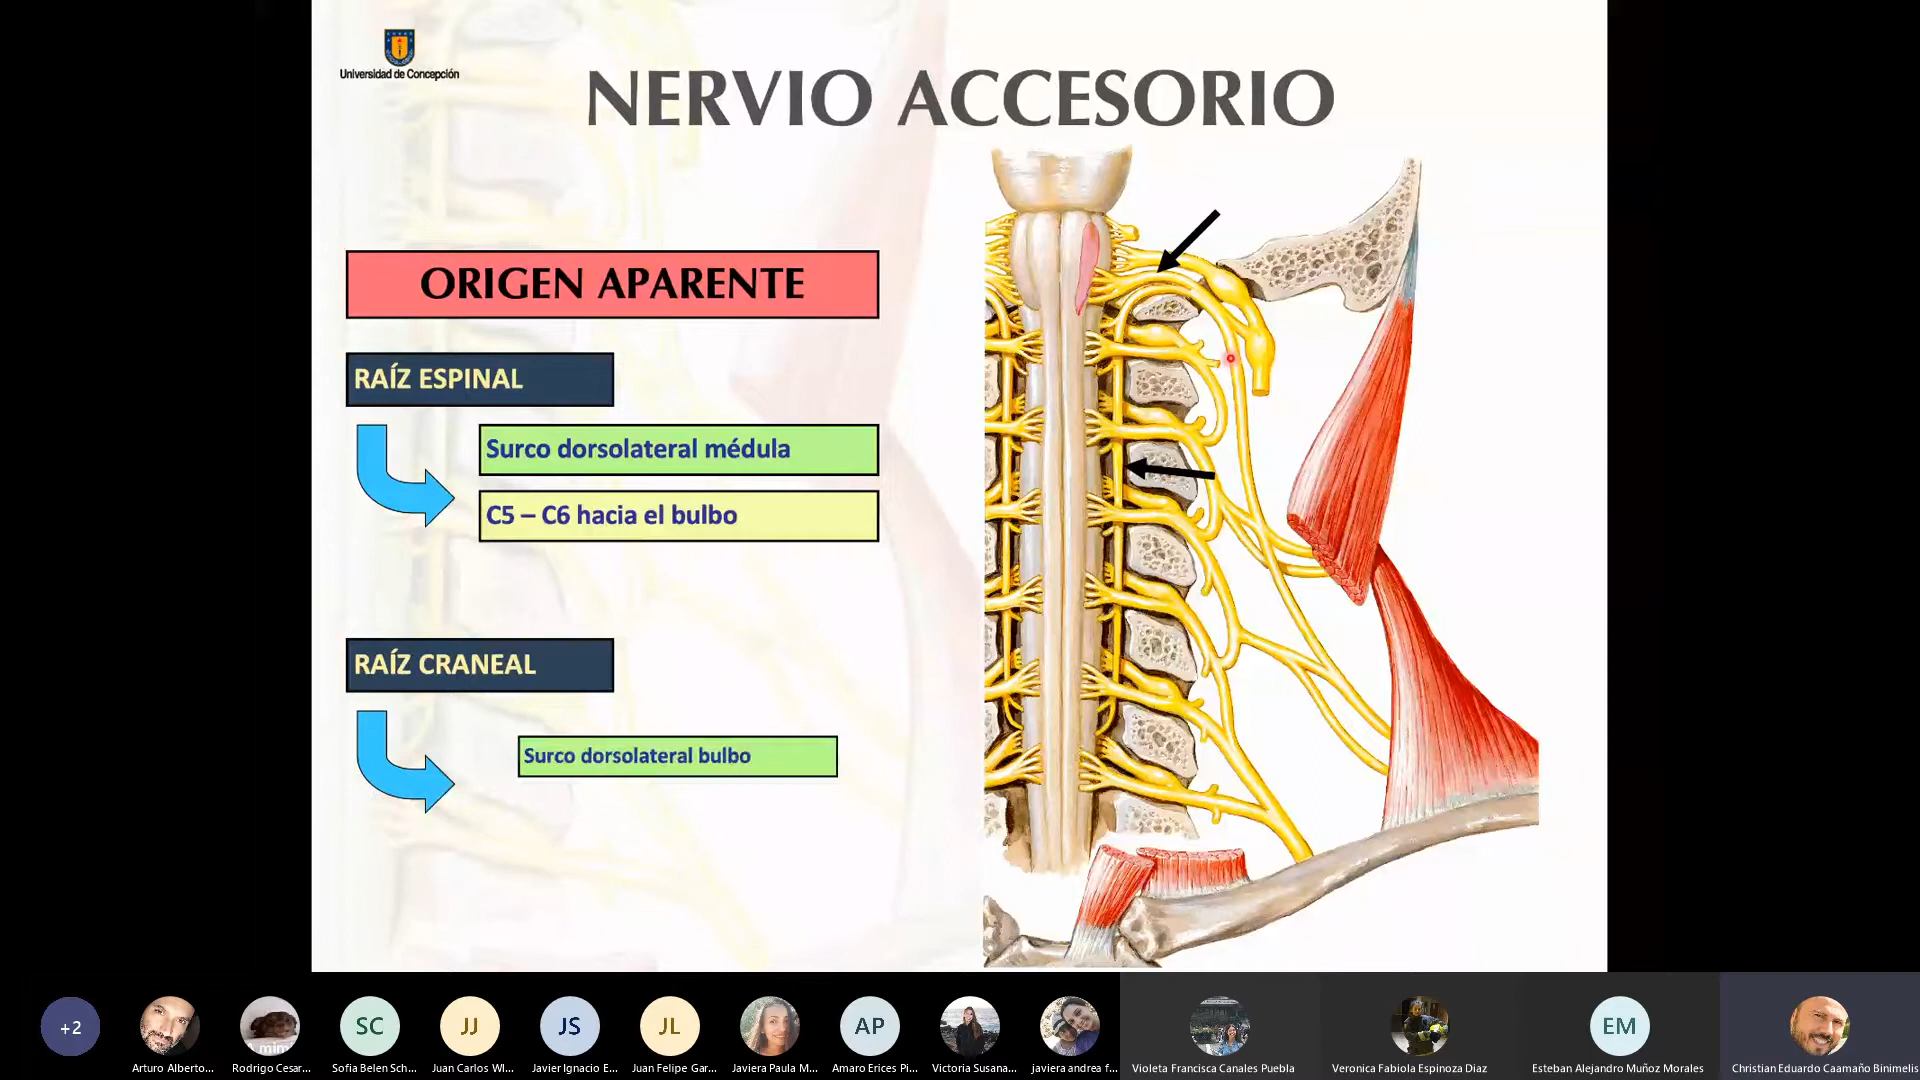 Universidad de Concepción
NERVIO ACCESORIO
ORIGEN APARENTE
RAÍZ ESPINAL
Surco dorsolateral médula
C5 – C6 hacia el bulbo
RAÍZ CRANEAL
Surco dorsolateral bulbo
+2
mimi
SC
JJ
JS
JL
AP
EM
Arturo Alberto...
Rodrigo Cesar...
Sofia Belen Sch...
Juan Carlos WI...
Javier Ignacio E...
Juan Felipe Gar...
Javiera Paula M...
Amaro Erices Pi...
Victoria Susana...
javiera andrea f...
Violeta Francisca Canales Puebla
Veronica Fabiola Espinoza Diaz
Esteban Alejandro Muñoz Morales
Christian Eduardo Caamaño Binimelis